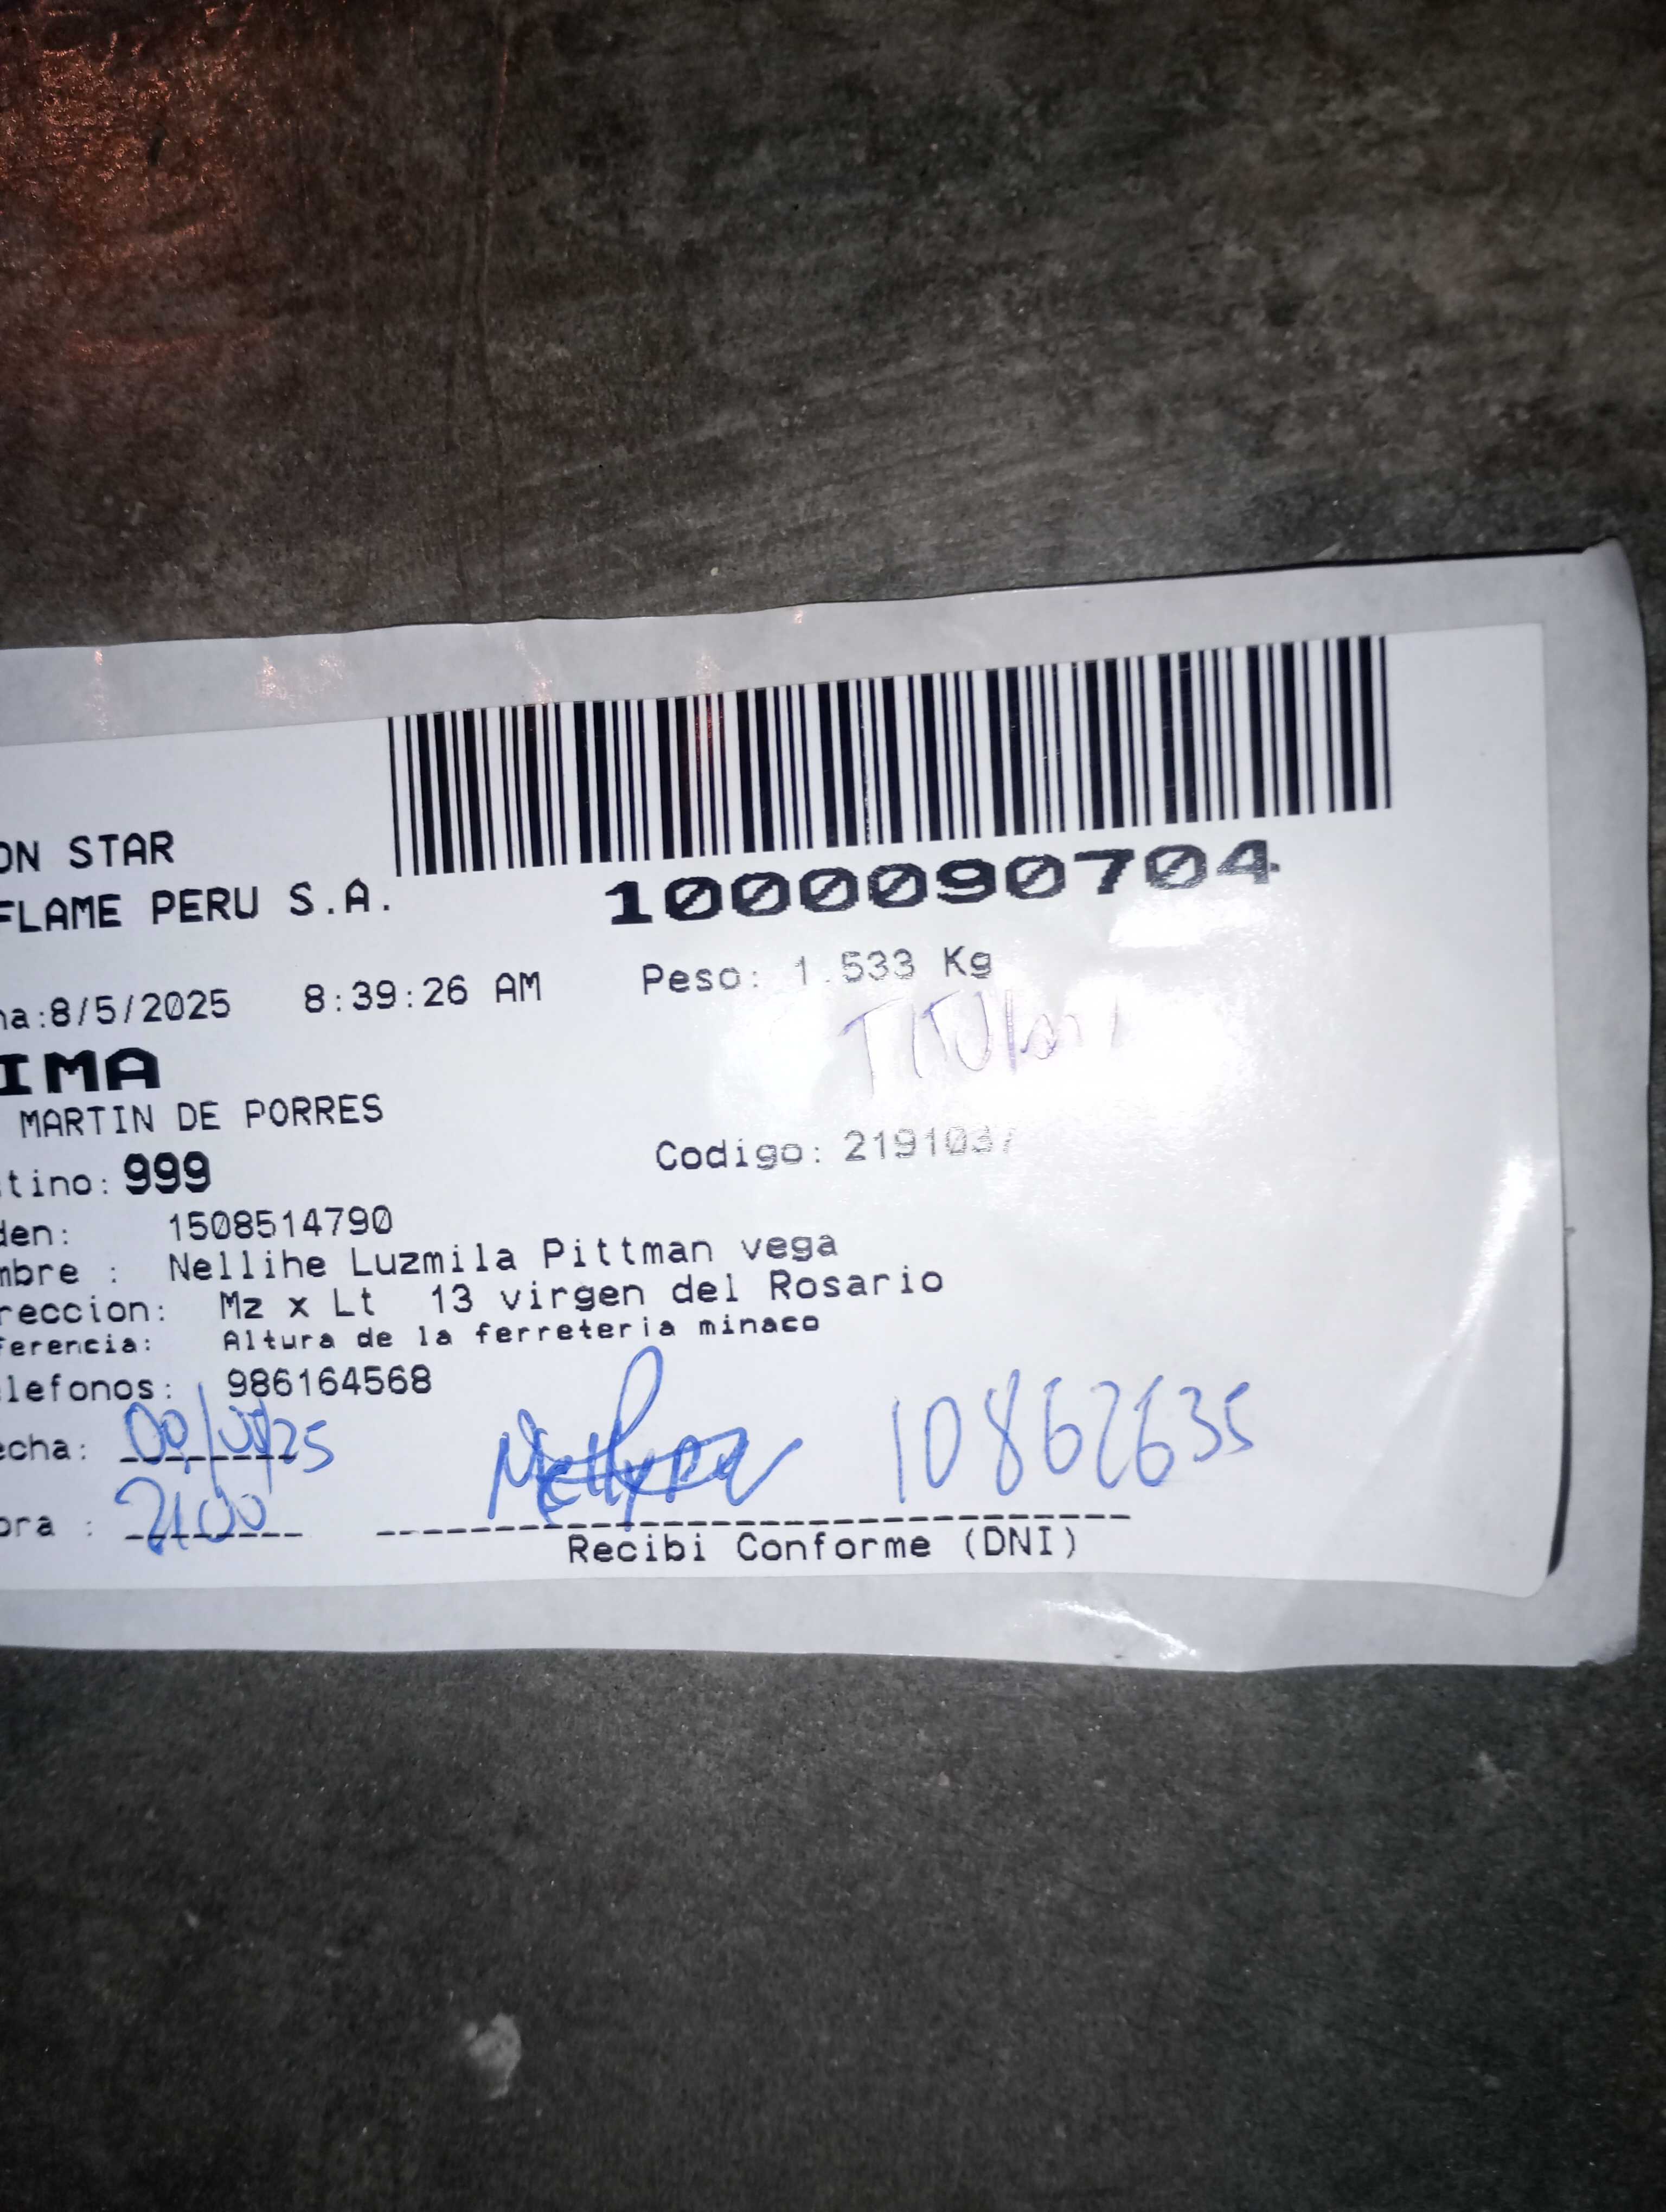 ON STAR
FLAME PERU S.A.
1000090704
na:8/5/2025 8:39:26 AM
Peso: 1.533 Kg
IMA
MARTIN DE PORRES
tino: 999
Codigo: 2191037
den: 1508514790
mbre : Nellihe Luzmila Pittman vega
reccion: Mz x Lt 13 virgen del Rosario
ferencia: Altura de la ferreteria minaco
lefonos: 986164568
echa:
10862635
ora :
Recibi Conforme (DNI)